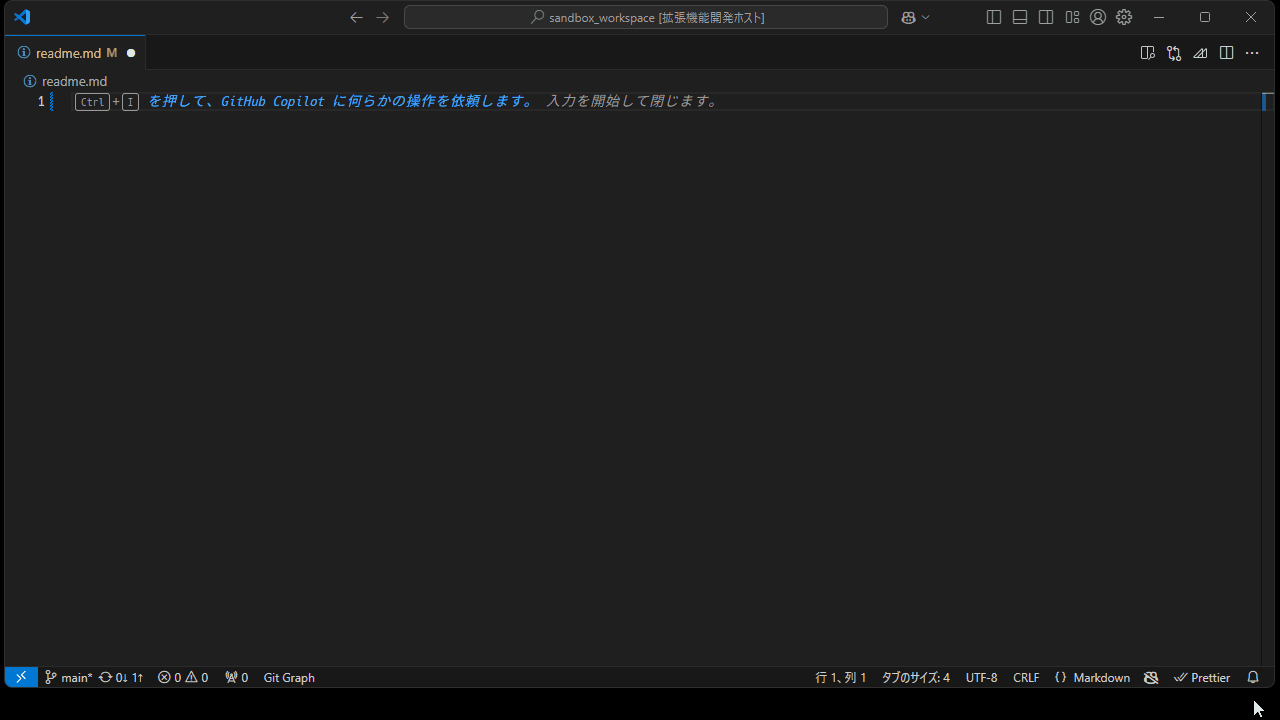 sandbox_workspace [拡張機能開発ホスト]
readme.md M
readme.md
1 Ctrl+I を押して、GitHub Copilot に何らかの操作を依頼します。 入力を開始して閉じます。
main* 0↓ 1↑ 0 0 0 Git Graph 行 1、列 1 タブのサイズ: 4 UTF-8 CRLF {} Markdown Prettier